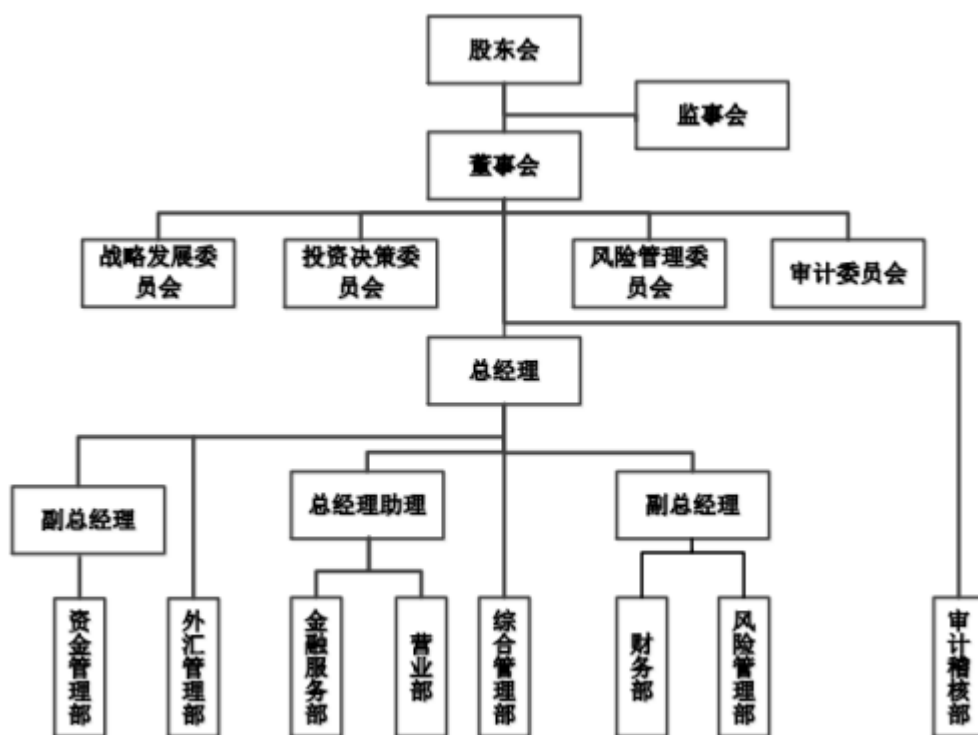 股东会
监事会
董事会
战略发展委
员会
投资决策委
员会
风险管理委
员会
审计委员会
总经理
副总经理
总经理助理
副总经理
资金管理部
外汇管理部
金融服务部
营业部
综合管理部
财务部
风险管理部
审计稽核部